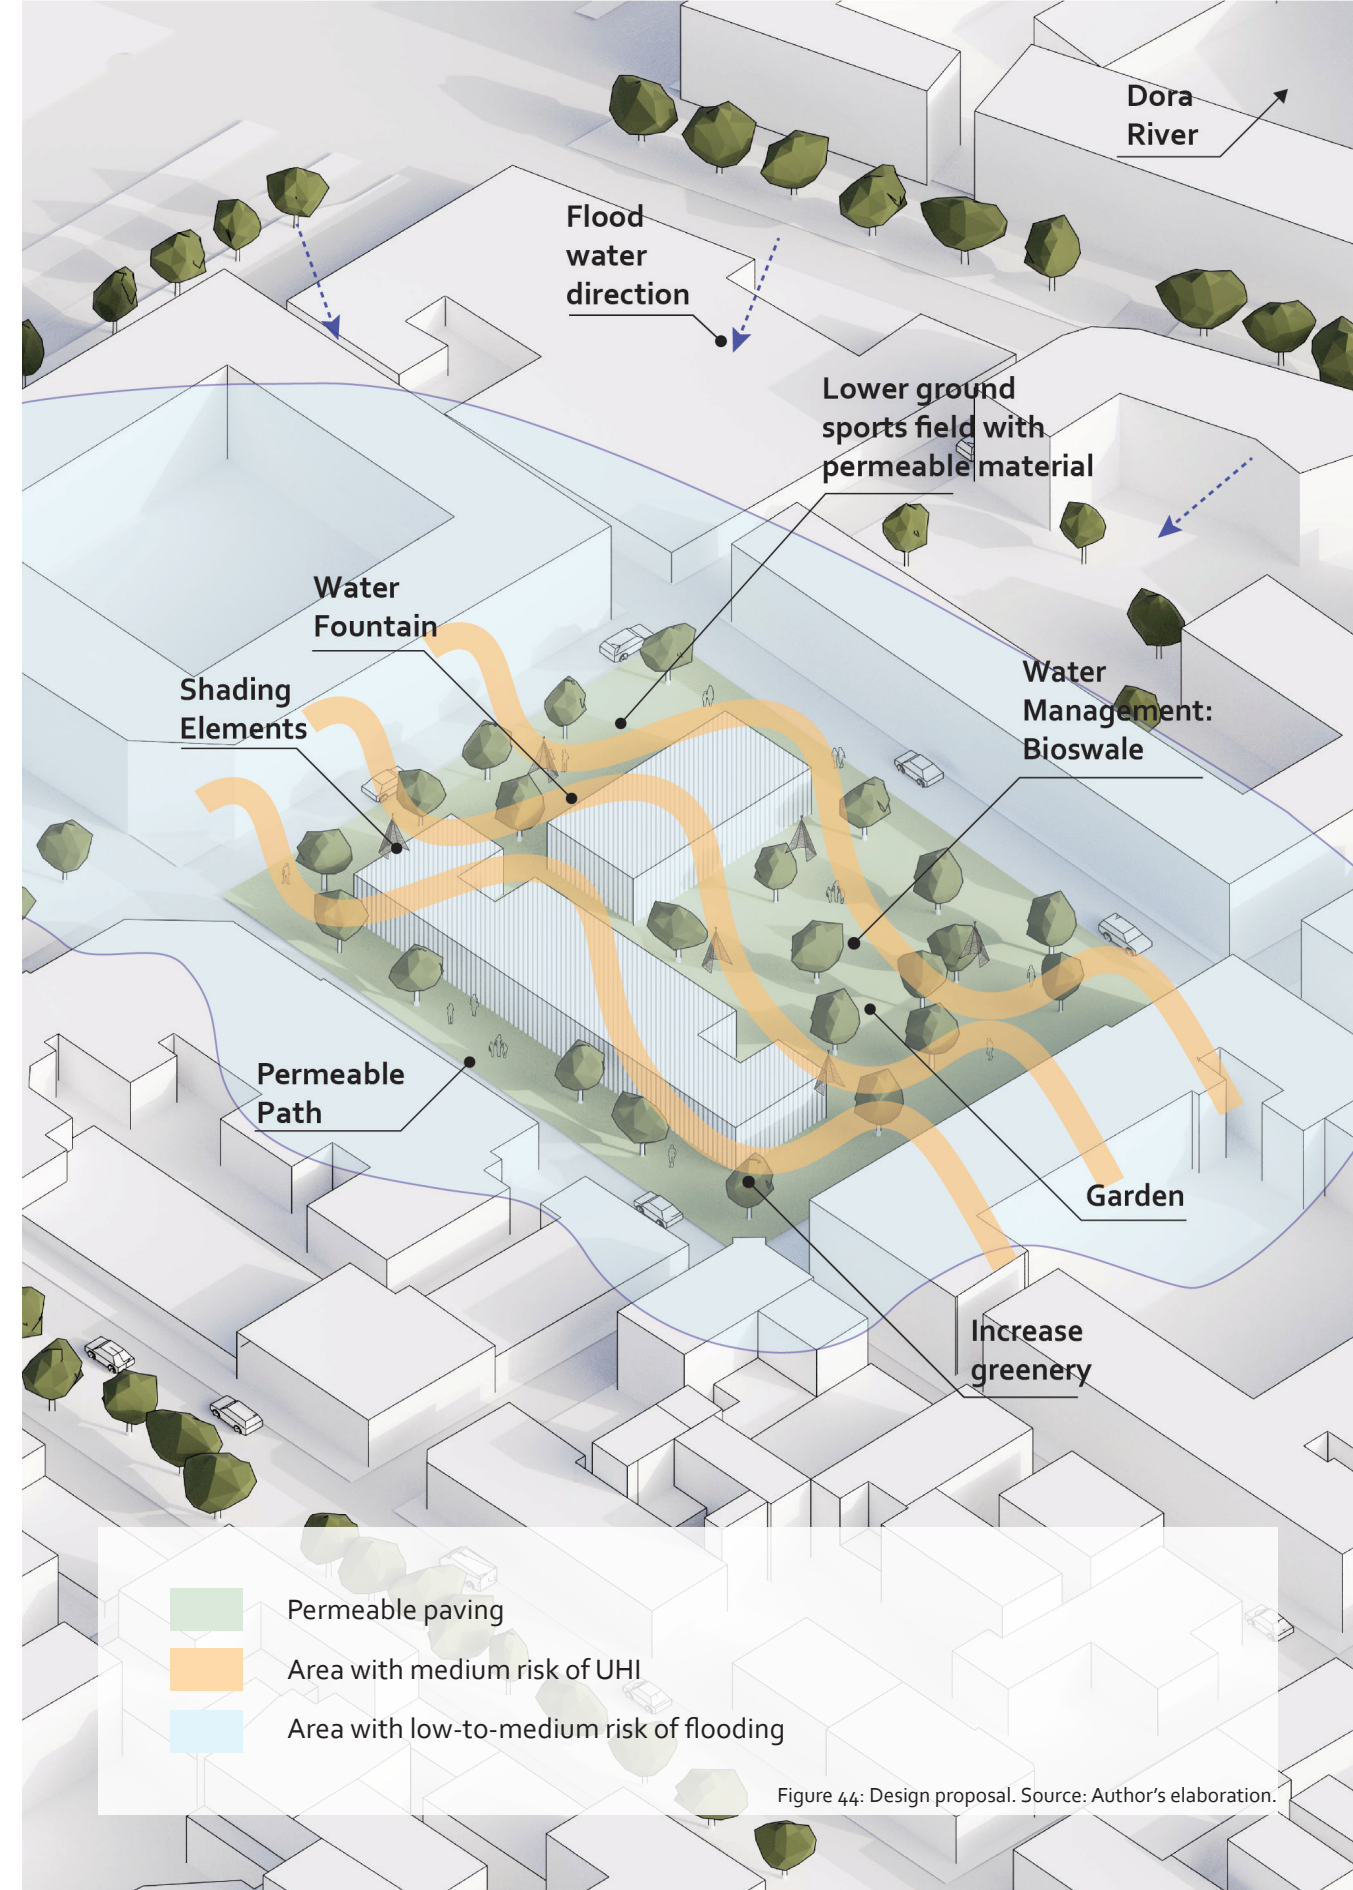 Dora
River
Flood
water
direction
Lower ground
sports field with
permeable material
Water
Fountain
Shading
Elements
Water
Management:
Bioswale
Permeable
Path
Garden
Increase
greenery
Permeable paving
Area with medium risk of UHI
Area with low-to-medium risk of flooding
Figure 44: Design proposal. Source: Author's elaboration.